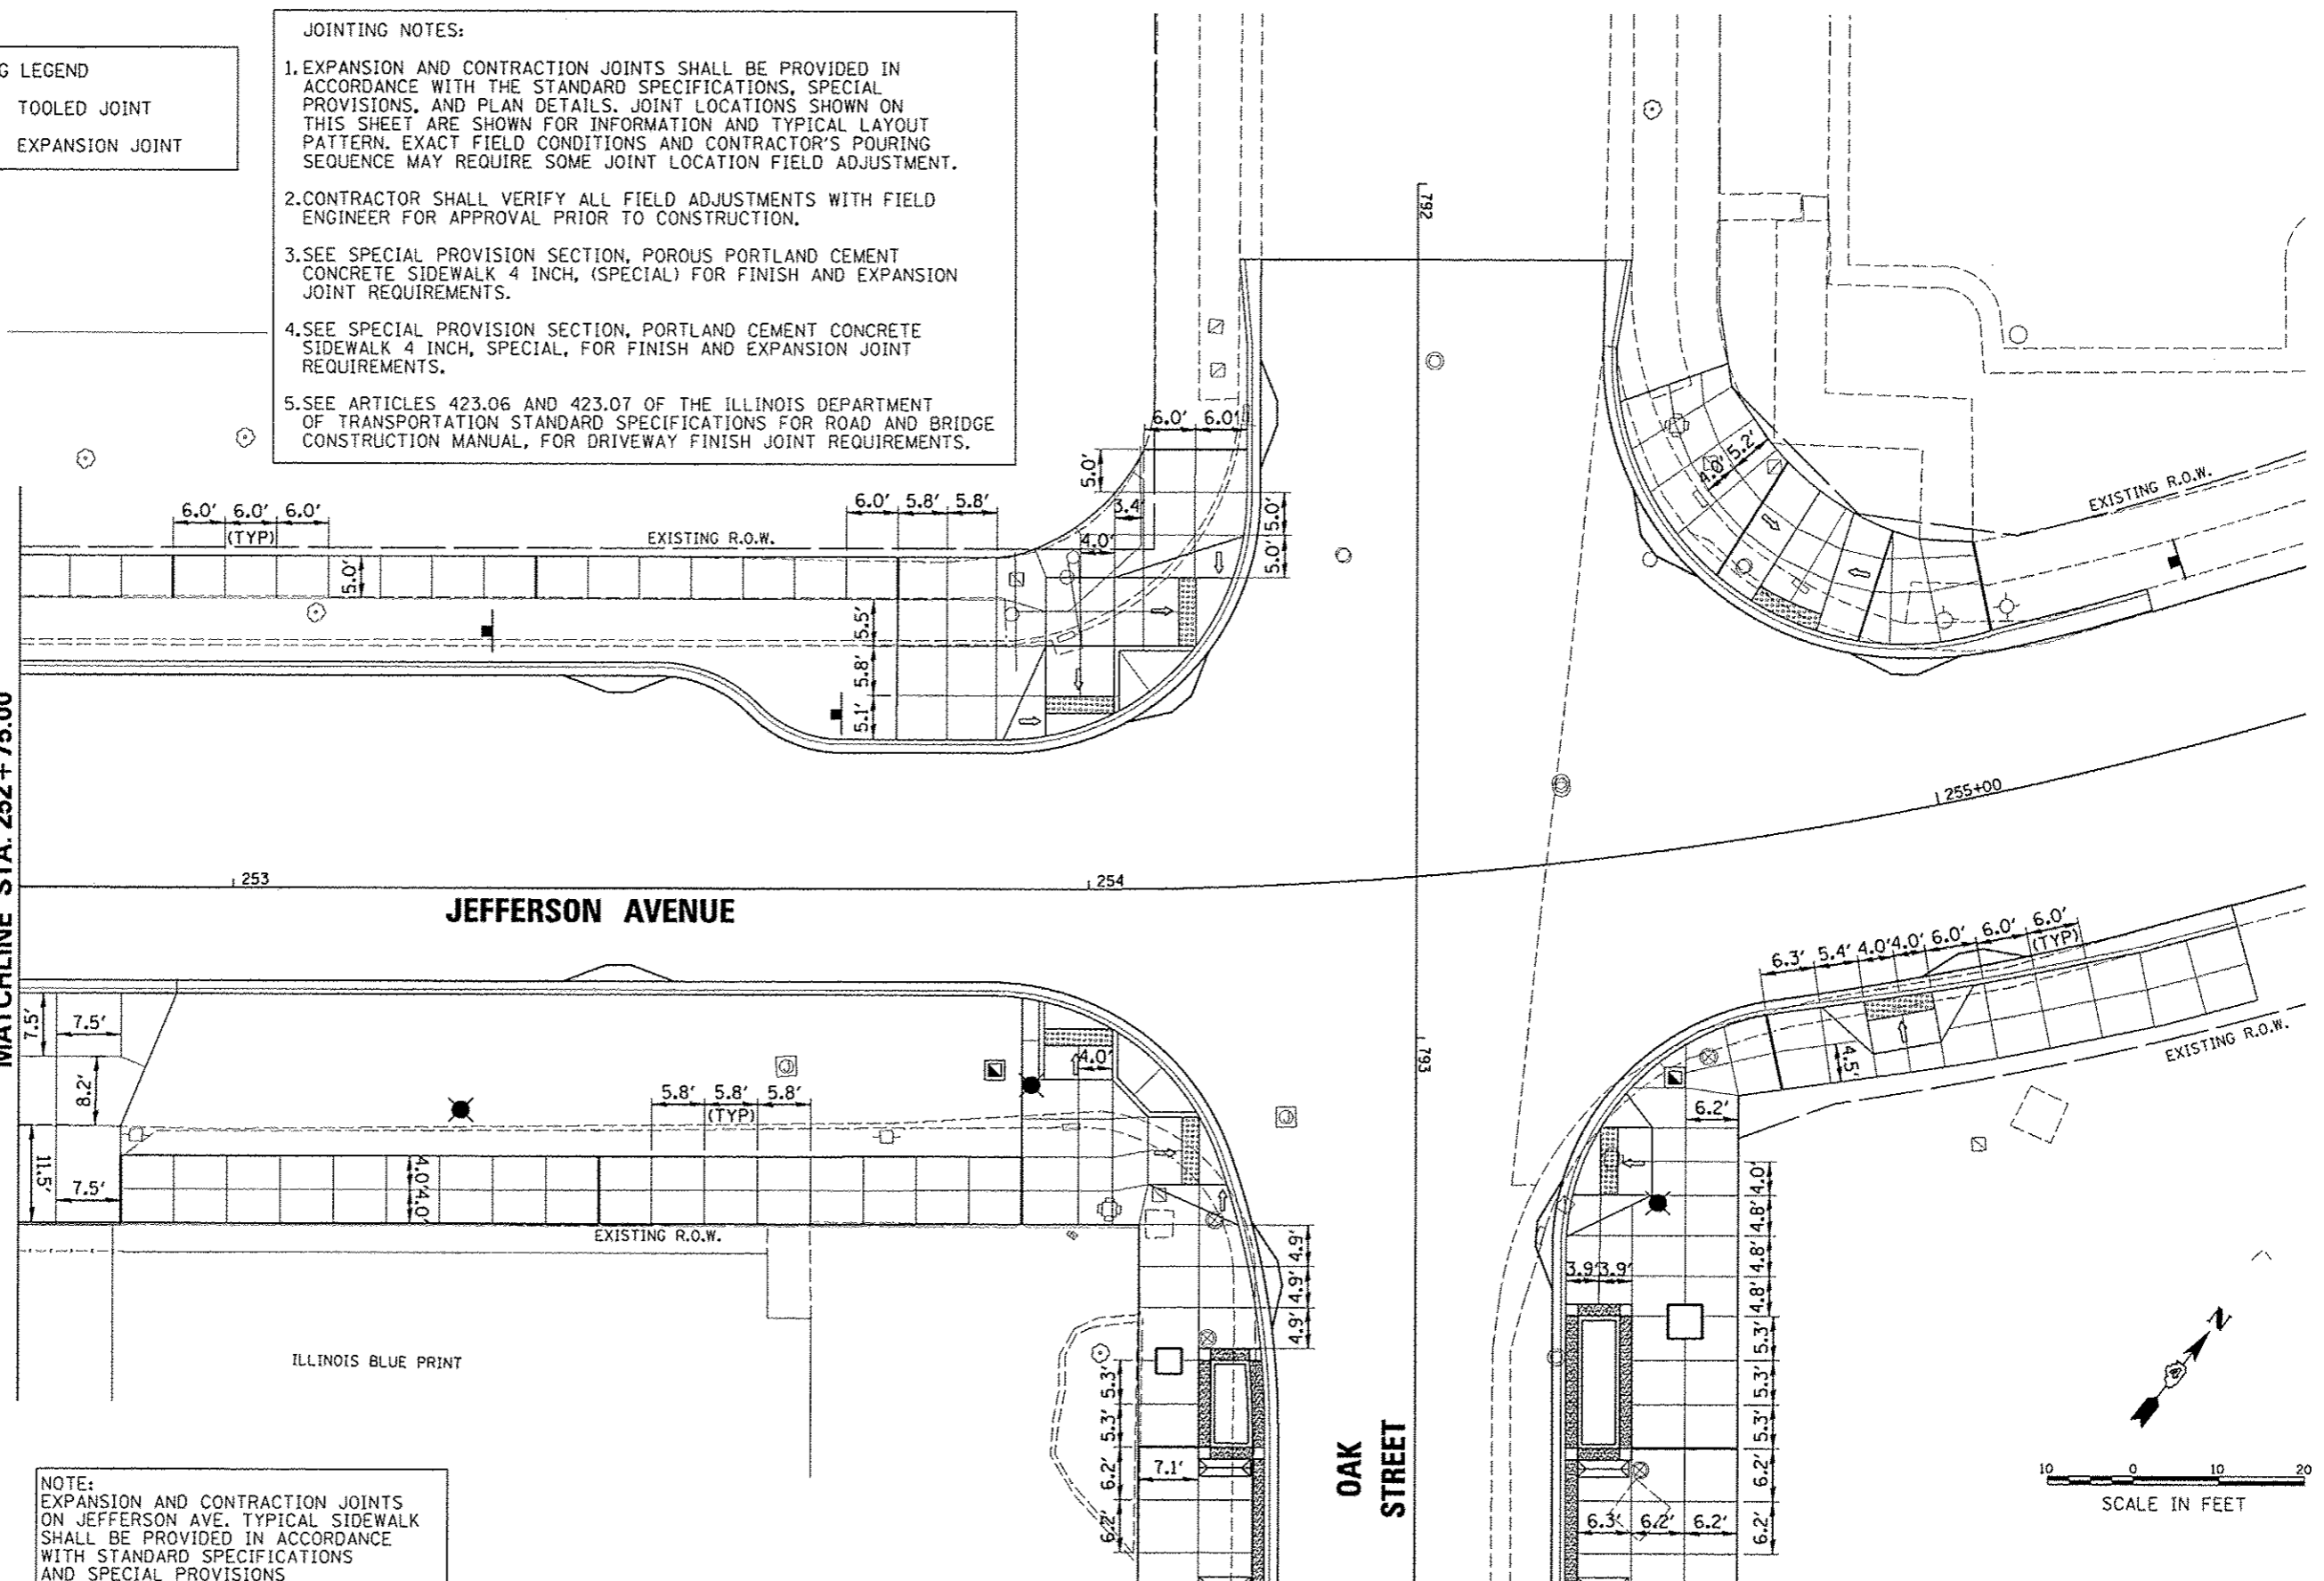 G LEGEND
TOOLED JOINT
EXPANSION JOINT
JOINTING NOTES:
1. EXPANSION AND CONTRACTION JOINTS SHALL BE PROVIDED IN
ACCORDANCE WITH THE STANDARD SPECIFICATIONS, SPECIAL
PROVISIONS, AND PLAN DETAILS. JOINT LOCATIONS SHOWN ON
THIS SHEET ARE SHOWN FOR INFORMATION AND TYPICAL LAYOUT
PATTERN. EXACT FIELD CONDITIONS AND CONTRACTOR'S POURING
SEQUENCE MAY REQUIRE SOME JOINT LOCATION FIELD ADJUSTMENT.
2. CONTRACTOR SHALL VERIFY ALL FIELD ADJUSTMENTS WITH FIELD
ENGINEER FOR APPROVAL PRIOR TO CONSTRUCTION.
3. SEE SPECIAL PROVISION SECTION, POROUS PORTLAND CEMENT
CONCRETE SIDEWALK 4 INCH, (SPECIAL) FOR FINISH AND EXPANSION
JOINT REQUIREMENTS.
4. SEE SPECIAL PROVISION SECTION, PORTLAND CEMENT CONCRETE
SIDEWALK 4 INCH, SPECIAL, FOR FINISH AND EXPANSION JOINT
REQUIREMENTS.
5. SEE ARTICLES 423.06 AND 423.07 OF THE ILLINOIS DEPARTMENT
OF TRANSPORTATION STANDARD SPECIFICATIONS FOR ROAD AND BRIDGE
CONSTRUCTION MANUAL, FOR DRIVEWAY FINISH JOINT REQUIREMENTS.
792
6.0' 6.0'
5.0'
3.4'
4.0'
5.0' 5.0'
4.0' 5.2'
EXISTING R.O.W.
6.0' 6.0' 6.0'
(TYP)
5.0'
EXISTING R.O.W.
6.0' 5.8' 5.8'
5.5'
5.8'
5.1'
MATCHLINE STA. 252+75.00
253
254
255+00
JEFFERSON AVENUE
793
7.5'
7.5'
8.2'
11.5'
7.5'
4.0' 4.0'
5.8' 5.8' 5.8'
(TYP)
4.0'
EXISTING R.O.W.
6.3' 5.4' 4.0' 4.0' 6.0' 6.0' 6.0'
(TYP)
4.5'
6.2'
EXISTING R.O.W.
4.9' 4.9' 4.9'
3.9' 3.9'
4.0'
4.8'
4.8'
4.8'
5.3'
5.3'
5.3'
6.2'
6.2'
ILLINOIS BLUE PRINT
5.3'
5.3'
6.2'
6.2'
7.1'
OAK
STREET
6.3' 6.2' 6.2'
N
10 0 10 20
SCALE IN FEET
NOTE:
EXPANSION AND CONTRACTION JOINTS
ON JEFFERSON AVE. TYPICAL SIDEWALK
SHALL BE PROVIDED IN ACCORDANCE
WITH STANDARD SPECIFICATIONS
AND SPECIAL PROVISIONS